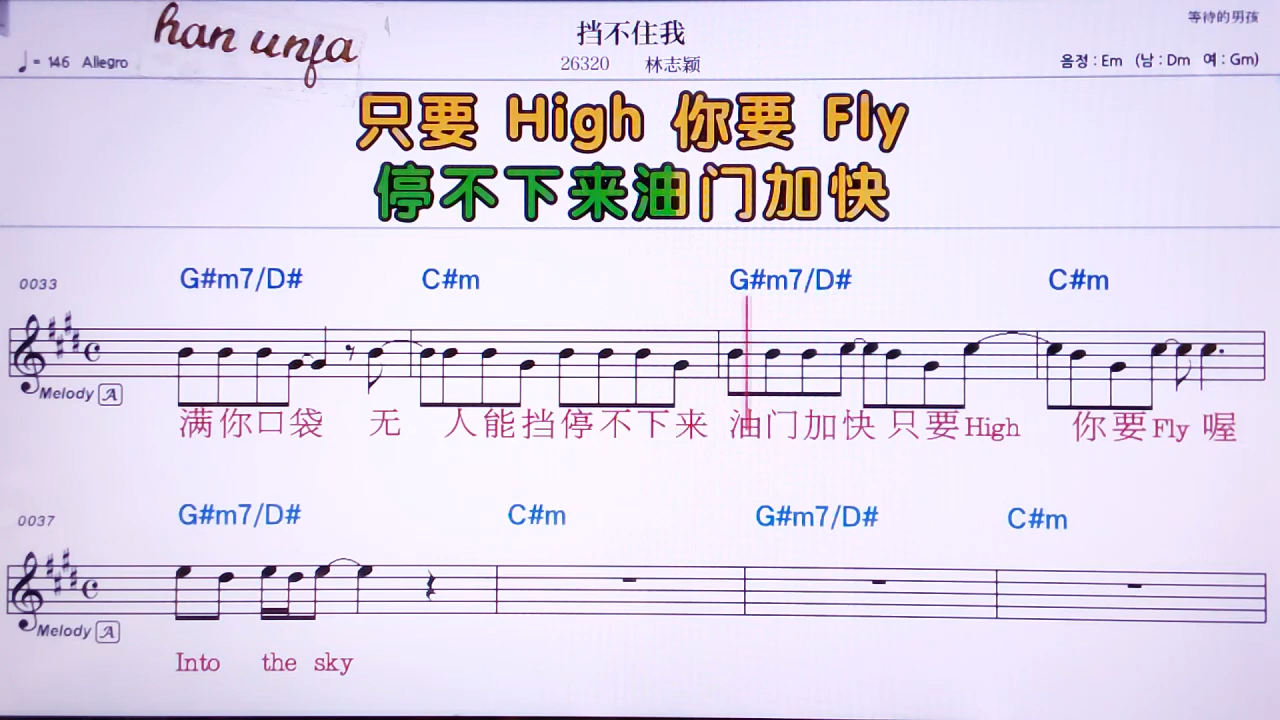 han unja
挡不住我
等待的男孩
♩= 146 Allegro
26320 林志颖
음정 : Em (남 : Dm 여 : Gm)
只要 High 你要 Fly
停不下来油门加快
0033
G#m7/D# C#m G#m7/D# C#m
Melody A
满你口袋 无 人能挡停不下来 油门加快只要High 你要Fly 喔
0037
G#m7/D# C#m G#m7/D# C#m
Melody A
Into the sky